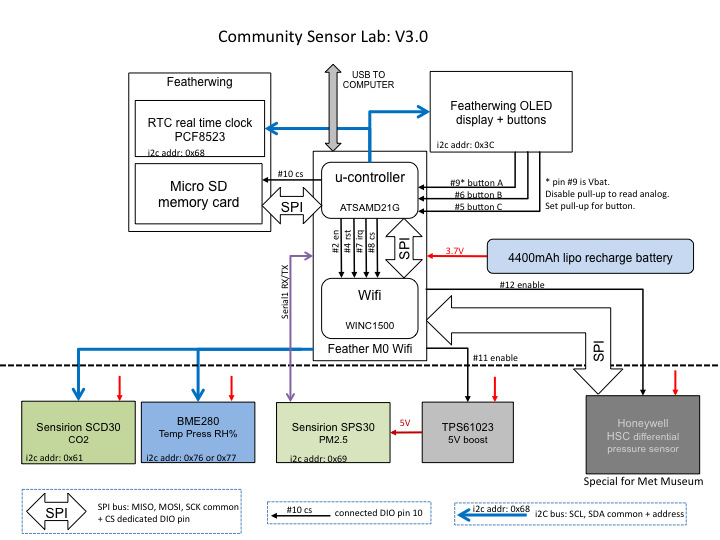 Community Sensor Lab: V3.0
USB TO
COMPUTER
Featherwing
RTC real time clock
PCF8523
i2c addr: 0x68
Micro SD
memory card
Featherwing OLED
display + buttons
i2c addr: 0x3C
#10 cs
SPI
u-controller
ATSAMD21G
#9* button A
#6 button B
#5 button C
* pin #9 is Vbat.
Disable pull-up to read analog.
Set pull-up for button.
#2 en
#4 rst
#7 irq
#8 cs
SPI
Serial1 RX/TX
3.7V
4400mAh lipo recharge battery
#12 enable
Wifi
WINC1500
Feather M0 Wifi
#11 enable
SPI
Sensirion SCD30
CO2
i2c addr: 0x61
BME280
Temp Press RH%
i2c addr: 0x76 or 0x77
Sensirion SPS30
PM2.5
i2c addr: 0x69
5V
TPS61023
5V boost
Honeywell
HSC differential
pressure sensor
Special for Met Museum
SPI
SPI bus: MISO, MOSI, SCK common
+ CS dedicated DIO pin
#10 cs
connected DIO pin 10
i2c addr: 0x68
i2C bus: SCL, SDA common + address